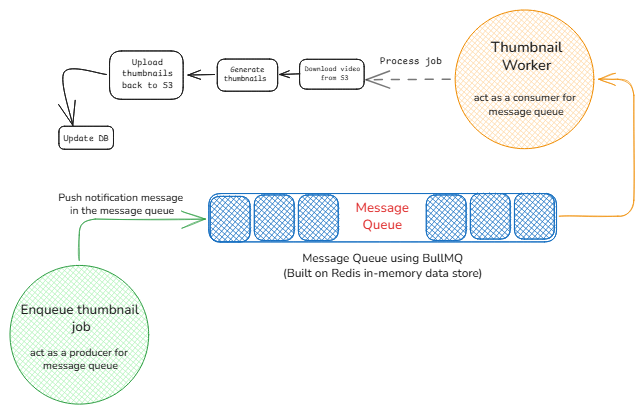 Thumbnail
Worker
act as a consumer for
message queue
Process job
Download video
from S3
Generate
thumbnails
Upload
thumbnails
back to S3
Update DB
Push notification message
in the message queue
Message
Queue
Message Queue using BullMQ
(Built on Redis in-memory data store)
Enqueue thumbnail
job
act as a producer for
message queue